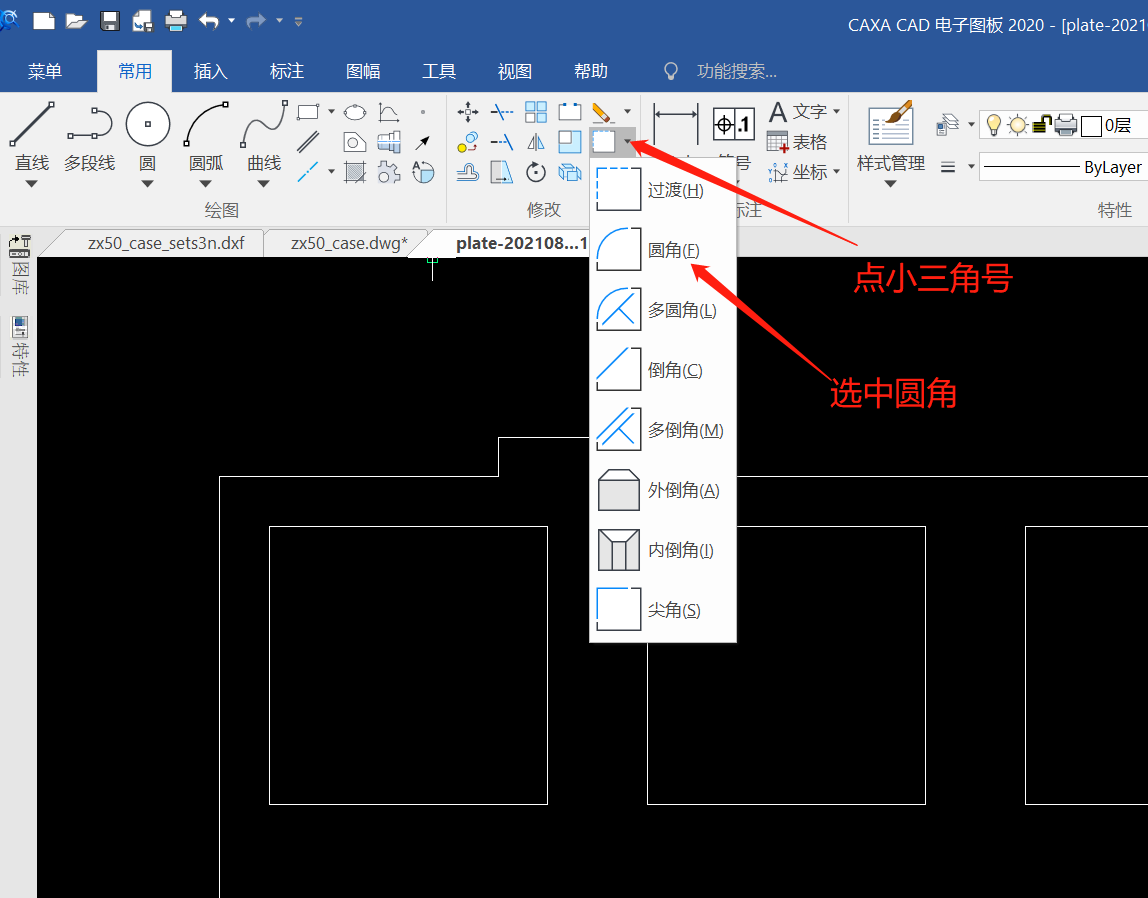 CAXA CAD 电子图板 2020 - [plate-2021
菜单 常用 插入 标注 图幅 工具 视图 帮助 功能搜索...
文字
.1
0层
表格
直线 多段线 圆 圆弧 曲线 号 样式管理 ByLayer
坐标
绘图 修改 标注 特性
zx50_case_sets3n.dxf zx50_case.dwg* plate-202108...1
图库
特性
过渡(H)
圆角(F)
多圆角(L)
倒角(C)
多倒角(M)
外倒角(A)
内倒角(I)
尖角(S)
点小三角号
选中圆角